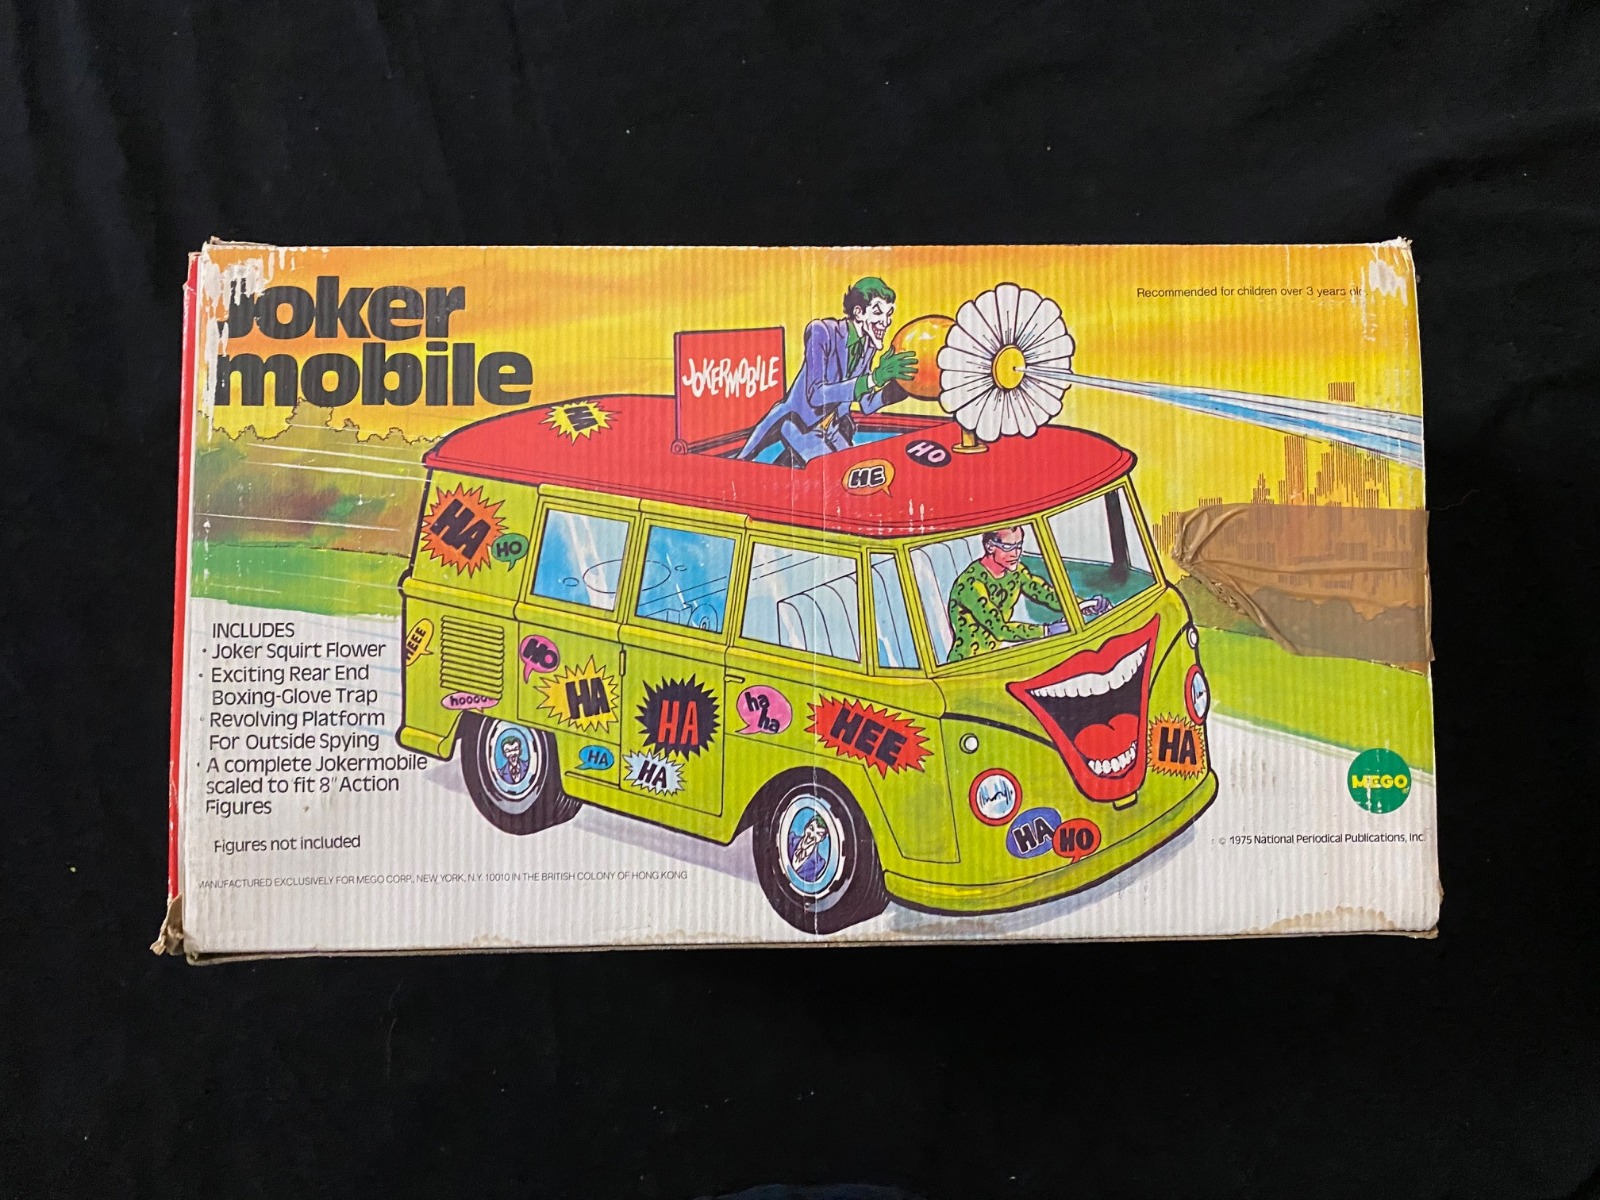 Joker
mobile
Recommended for children over 3 years old.
JOKERMOBILE
HO
HE
HA
HO
HEEE
hoooo
HO
HA
HA
HA
HA
ha
ha
HEE
HA
HA
HO
INCLUDES
· Joker Squirt Flower
· Exciting Rear End
Boxing-Glove Trap
· Revolving Platform
For Outside Spying
· A complete Jokermobile
scaled to fit 8" Action
Figures
Figures not included
MEGO
© 1975 National Periodical Publications, Inc.
MANUFACTURED EXCLUSIVELY FOR MEGO CORP., NEW YORK, N.Y. 10010 IN THE BRITISH COLONY OF HONG KONG